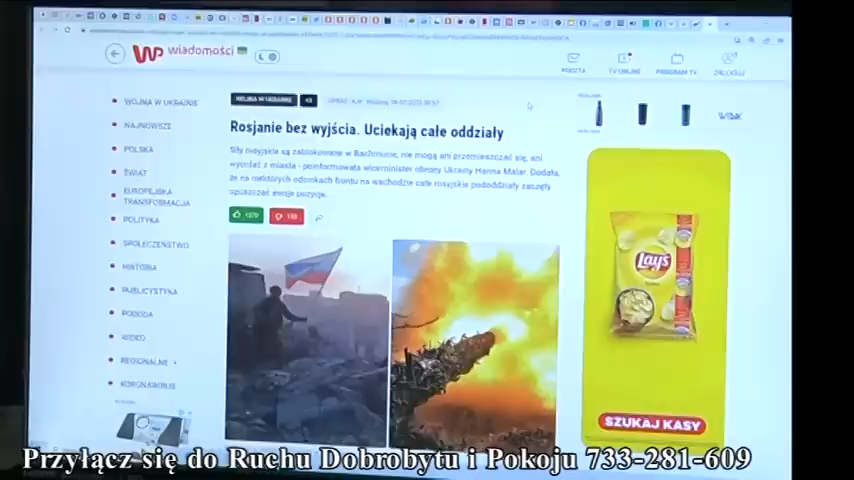 wp wiadomości
POCZTA
TV ONLINE
PROGRAM TV
ZALOGUJ
WOJNA W UKRAINIE
NAJNOWSZE
POLSKA
ŚWIAT
EUROPEJSKA
TRANSFORMACJA
POLITYKA
SPOŁECZEŃSTWO
HISTORIA
PUBLICYSTYKA
POGODA
WIDEO
REGIONALNE
KORONAWIRUS
WOJNA W UKRAINIE
Rosjanie bez wyjścia. Uciekają całe oddziały
Siły rosyjskie są zablokowane w Bachmucie, nie mogą ani przemieszczać się, ani
wycofać z miasta - poinformowała wiceminister obrony Ukrainy Hanna Malar. Dodała,
że na niektórych odcinkach frontu na wschodzie całe rosyjskie pododdziały zaczęły
opuszczać swoje pozycje.
Lay's
SZUKAJ KASY
Przyłącz się do Ruchu Dobrobytu i Pokoju 733-281-609